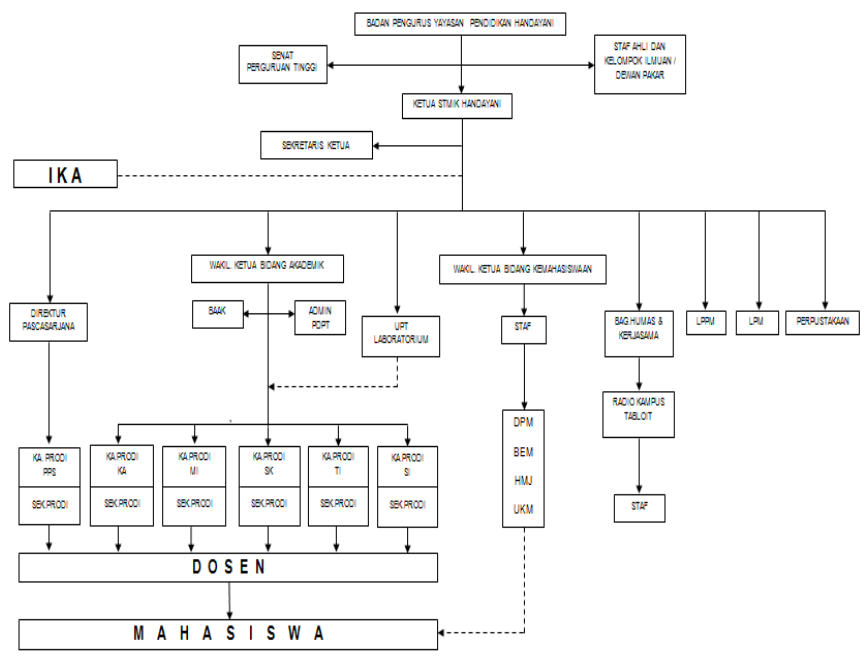 BADAN PENGURUS YAYASAN PENDIDIKAN HANDAYANI
SENAT
PERGURUAN TINGGI
STAF AHLI DAN
KELOMPOK ILMUAN /
DEWAN PAKAR
KETUA STMIK HANDAYANI
SEKRETARIS KETUA
IKA
WAKIL. KETUA BIDANG AKADEMIK
WAKIL. KETUA BIDANG KEMAHASISWAAN
DIREKTUR
PASCASARJANA
BAAK
ADMIN
PDPT
UPT
LABORATORIUM
STAF
BAG.HUMAS &
KERJASAMA
LPPM
LPM
PERPUSTAKAAN
RADIO KAMPUS
TABLOIT
DPM
BEM
HMJ
UKM
STAF
KA. PRODI
PPS
SEK.PRODI
KA.PRODI
KA
SEK.PRODI
KA.PRODI
MI
SEK.PRODI
KA.PRODI
SK
SEK.PRODI
KA.PRODI
TI
SEK.PRODI
KA.PRODI
SI
SEK.PRODI
DOSEN
MAHASISWA